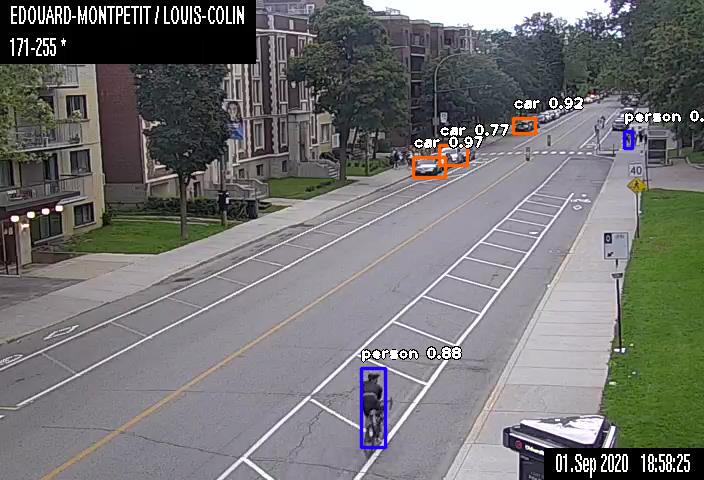 EDOUARD-MONTPETIT / LOUIS-COLIN
171-255 *
car 0.92
person 0.
car 0.77
car 0.97
40
person 0.88
01.Sep 2020 18:58:25